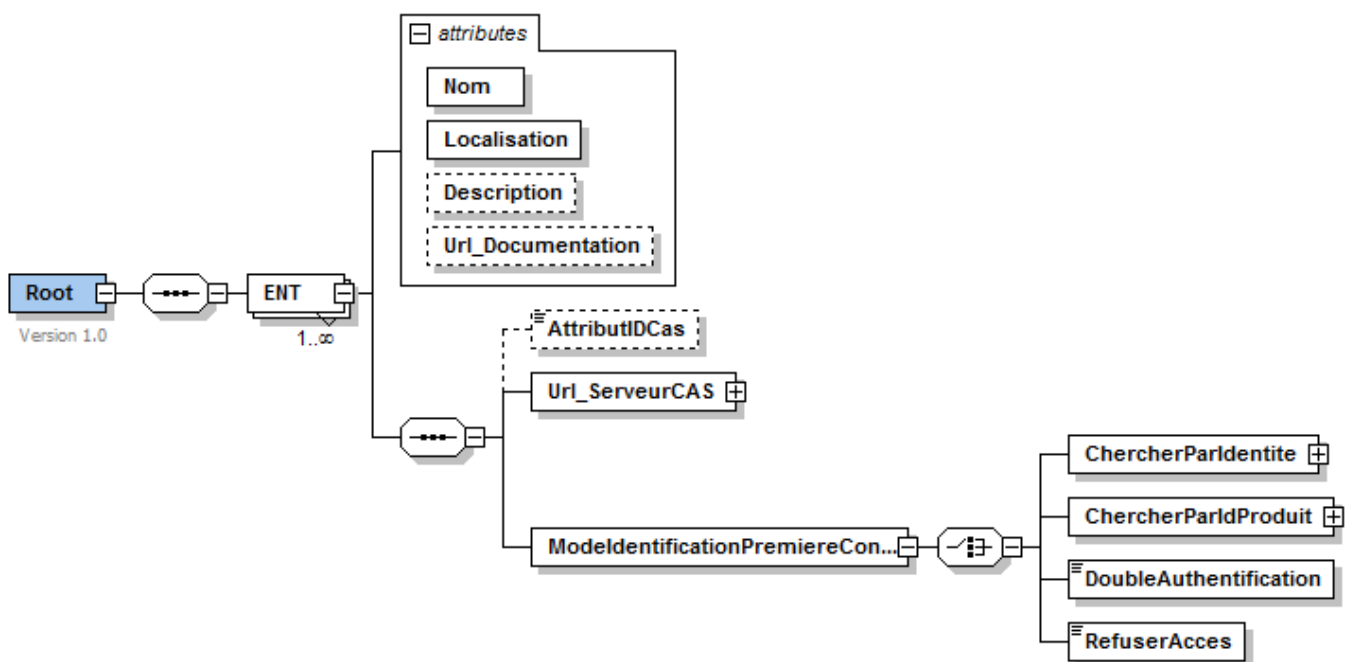 attributes
Nom
Localisation
Description
Url_Documentation
Root
Version 1.0
ENT
1..∞
AttributIDCas
Url_ServeurCAS
ModeIdentificationPremiereCon...
ChercherParIdentite
ChercherParIdProduit
DoubleAuthentification
RefuserAcces